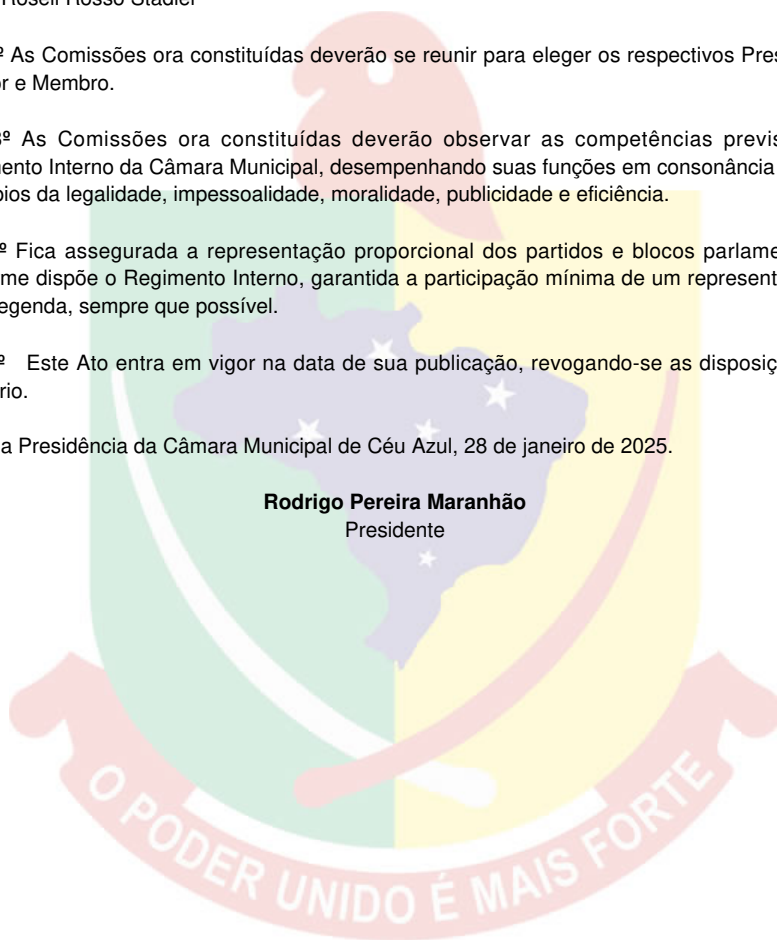 Roseli Rosso Stadler
º As Comissões ora constituídas deverão se reunir para eleger os respectivos Pres
r e Membro.
3º As Comissões ora constituídas deverão observar as competências previs
ento Interno da Câmara Municipal, desempenhando suas funções em consonância
pios da legalidade, impessoalidade, moralidade, publicidade e eficiência.
º Fica assegurada a representação proporcional dos partidos e blocos parlame
me dispõe o Regimento Interno, garantida a participação mínima de um represent
egenda, sempre que possível.
º Este Ato entra em vigor na data de sua publicação, revogando-se as disposiç
rio.
a Presidência da Câmara Municipal de Céu Azul, 28 de janeiro de 2025.
Rodrigo Pereira Maranhão
Presidente
O PODER UNIDO É MAIS FORTE